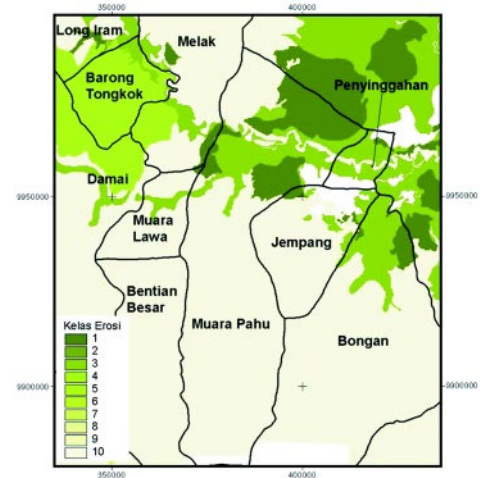 350000
400000
Long Iram
Melak
Barong
Tongkok
Penyinggahan
Damai
9950000
9950000
Muara
Lawa
Jempang
Bentian
Besar
Muara Pahu
Bongan
Kelas Erosi
1
2
3
4
5
6
7
8
9
10
9900000
9900000
350000
400000